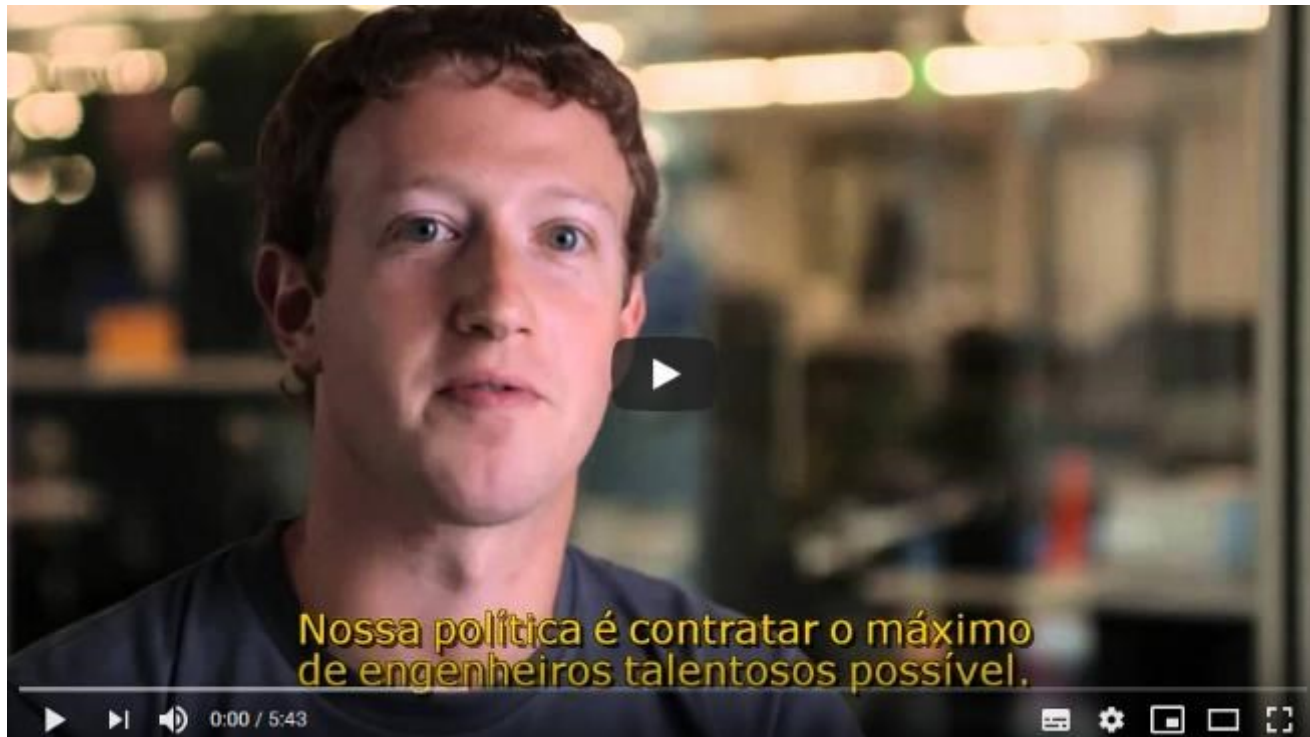 Nossa política é contratar o máximo
de engenheiros talentosos possível.
0:00 / 5:43